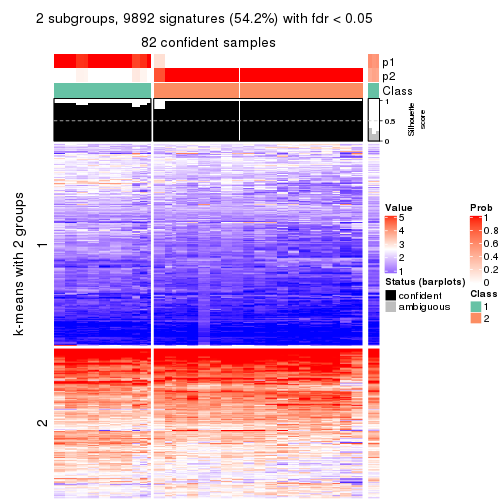 2 subgroups, 9892 signatures (54.2%) with fdr < 0.05
82 confident samples
p1
p2
Class
1
0.5
0
Silhouette
score
k-means with 2 groups
1
2
Value
5
4
3
2
1
Prob
1
0.8
0.6
0.4
0.2
0
Status (barplots)
confident
ambiguous
Class
1
2